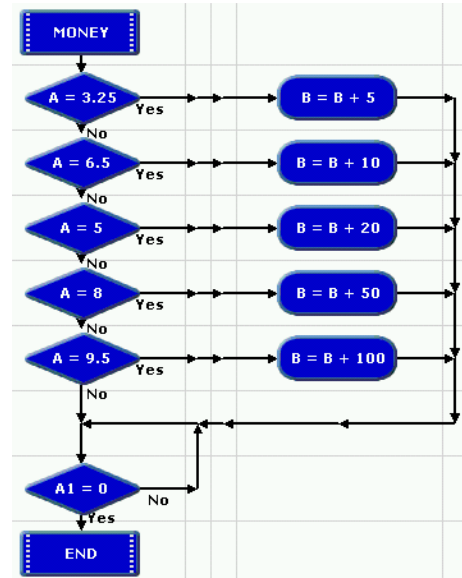 MONEY
A = 3.25
Yes
B = B + 5
No
A = 6.5
Yes
B = B + 10
No
A = 5
Yes
B = B + 20
No
A = 8
Yes
B = B + 50
No
A = 9.5
Yes
B = B + 100
No
A1 = 0
No
Yes
END